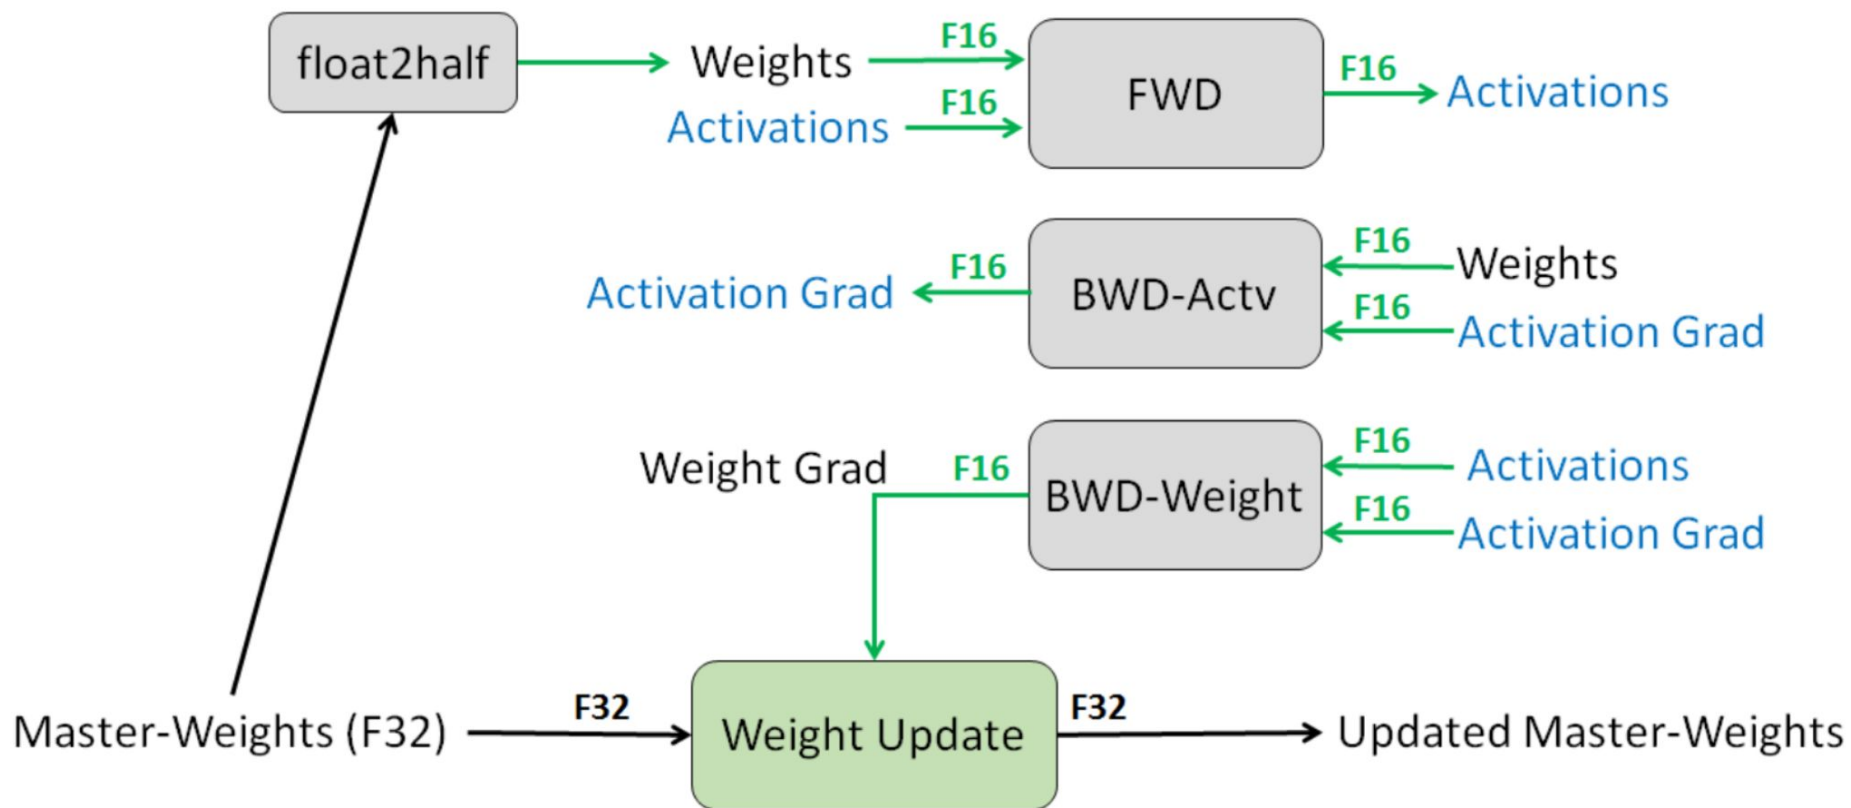 float2half
Weights
F16
Activations
F16
FWD
F16
Activations
Activation Grad
F16
BWD-Actv
F16
Weights
F16
Activation Grad
Weight Grad
F16
BWD-Weight
F16
Activations
F16
Activation Grad
Master-Weights (F32)
F32
Weight Update
F32
Updated Master-Weights